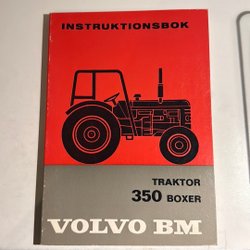 INSTRUKTIONSBOK
TRAKTOR
350 BOXER
VOLVO BM